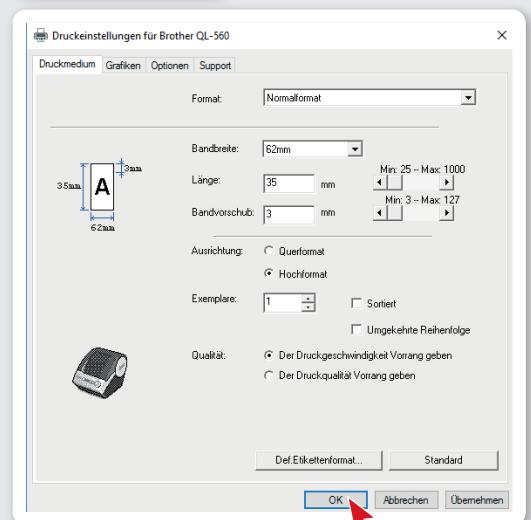 Druckeinstellungen für Brother QL-560
Druckmedium Grafiken Optionen Support
Format: Normalformat
Bandbreite: 62mm
Länge: 35 mm Min: 25 -- Max: 1000
Bandvorschub: 3 mm Min: 3 -- Max: 127
3mm
35mm
A
62mm
Ausrichtung: Querformat
Hochformat
Exemplare: 1 Sortiert
Umgekehrte Reihenfolge
Qualität: Der Druckgeschwindigkeit Vorrang geben
Der Druckqualität Vorrang geben
Def.Etikettenformat... Standard
OK Abbrechen Übernehmen